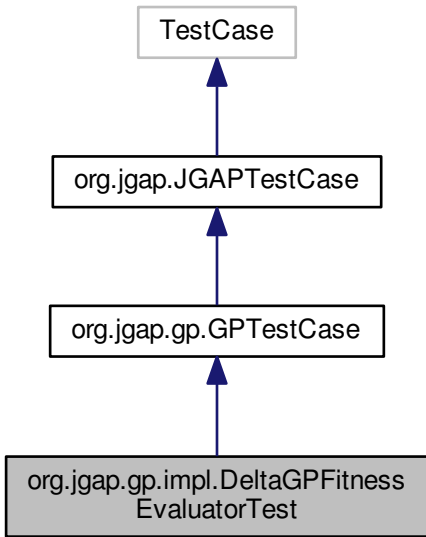 TestCase
org.jgap.JGAPTestCase
org.jgap.gp.GPTestCase
org.jgap.gp.impl.DeltaGPFitness
EvaluatorTest